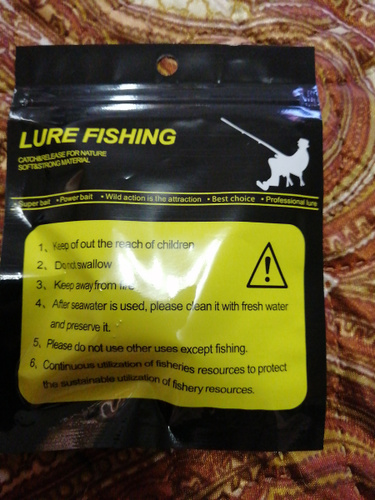 LURE FISHING
CATCH&RELEASE FOR NATURE
SOFT&STRONG MATERIAL
• Super bait • Power bait • Wild action is the attraction • Best choice • Professional lure
1、Keep of out the reach of children
2、Do not swallow
3、Keep away from fire
4、After seawater is used, please clean it with fresh water
and preserve it.
5、Please do not use other uses except fishing.
6、Continuous utilization of fisheries resources to protect
the sustainable utilization of fishery resources.